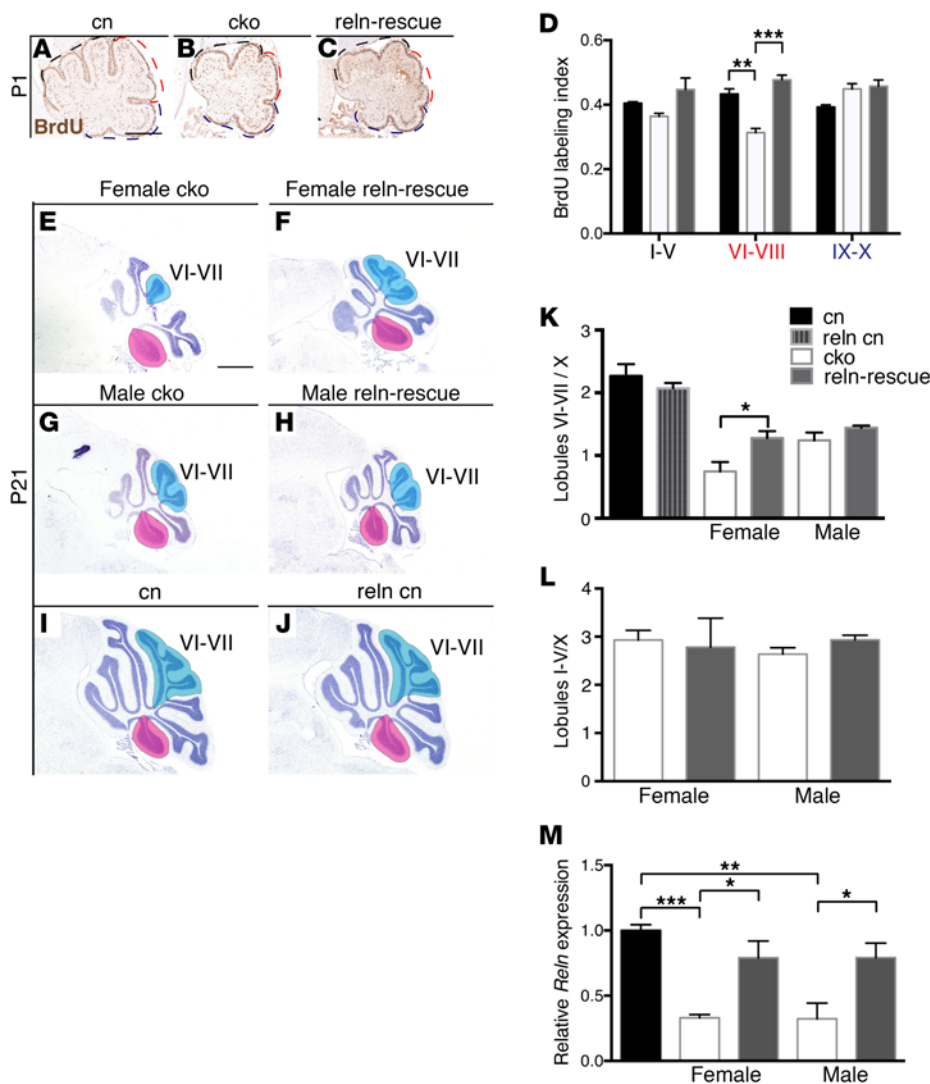 cn cko reln-rescue
P1
A B C
BrdU
Female cko Female reln-rescue
E F
VI-VII VI-VII
Male cko Male reln-rescue
G H
VI-VII VI-VII
P21
cn reln cn
I J
VI-VII VI-VII
D
BrdU labeling index
0.6
0.4
0.2
0.0
** ***
I-V VI-VIII IX-X
K
cn
reln cn
cko
reln-rescue
Lobules VI-VII / X
3
2
1
0
*
Female Male
L
Lobules I-V/X
4
3
2
1
0
Female Male
M
Relative Reln expression
1.5
1.0
0.5
0.0
**
*** * *
Female Male